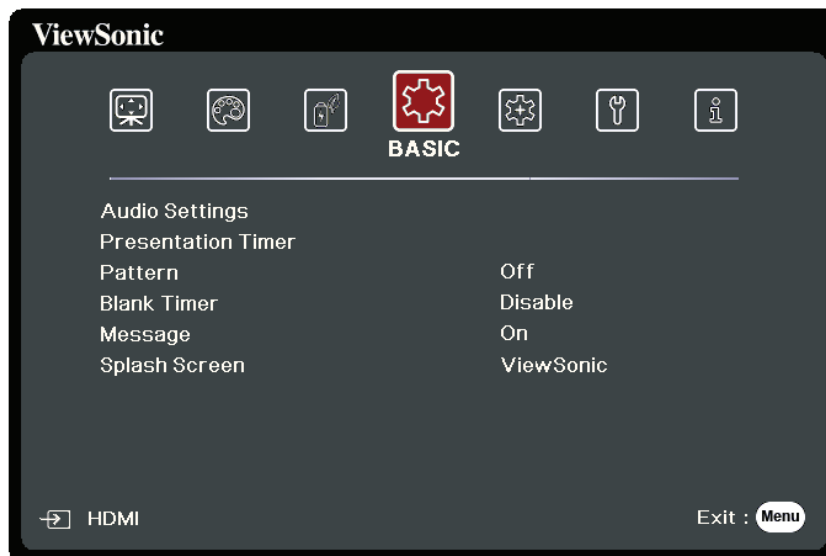 ViewSonic
BASIC
Audio Settings
Presentation Timer
Pattern Off
Blank Timer Disable
Message On
Splash Screen ViewSonic
HDMI Exit : Menu